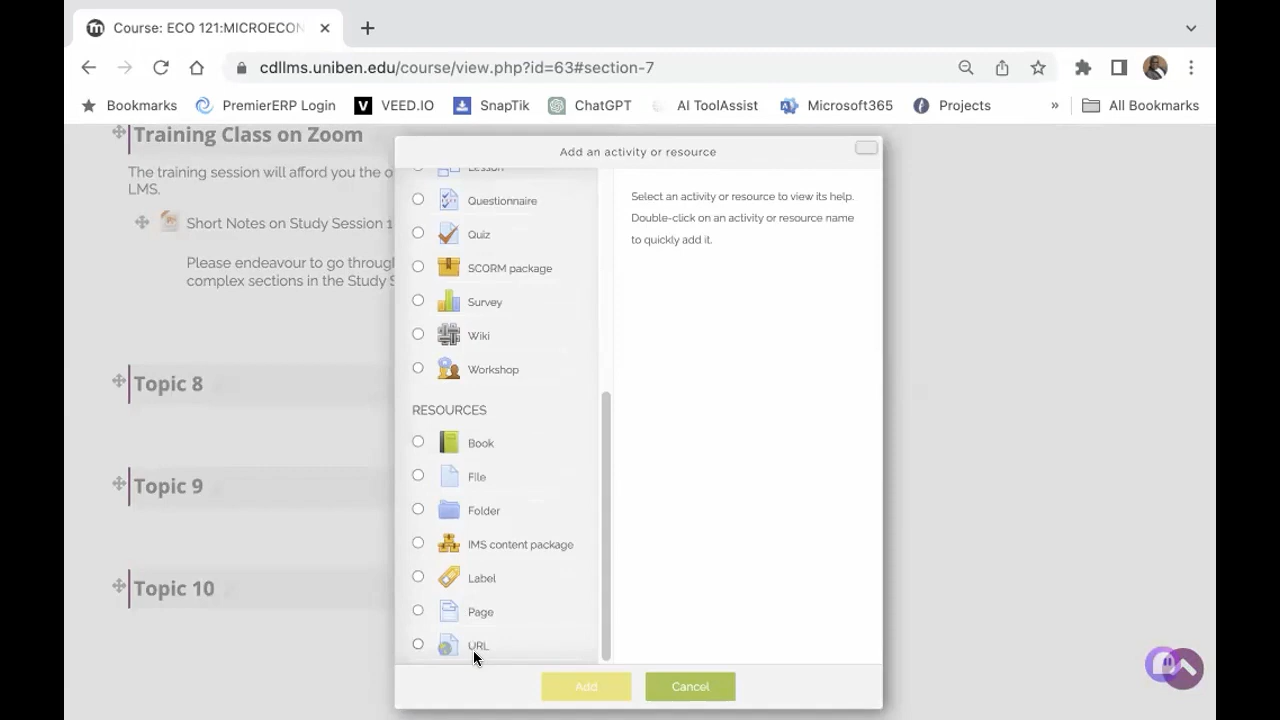 Course: ECO 121:MICROECON
cdllms.uniben.edu/course/view.php?id=63#section-7
Bookmarks PremierERP Login VEED.IO SnapTik ChatGPT AI ToolAssist Microsoft365 Projects » All Bookmarks
Training Class on Zoom
The training session will afford you the o
LMS.
Short Notes on Study Session 1
Please endeavour to go through
complex sections in the Study S
Topic 8
Topic 9
Topic 10
Add an activity or resource
Lesson
Questionnaire
Quiz
SCORM package
Survey
Wiki
Workshop
RESOURCES
Book
File
Folder
IMS content package
Label
Page
URL
Select an activity or resource to view its help.
Double-click on an activity or resource name
to quickly add it.
Add Cancel